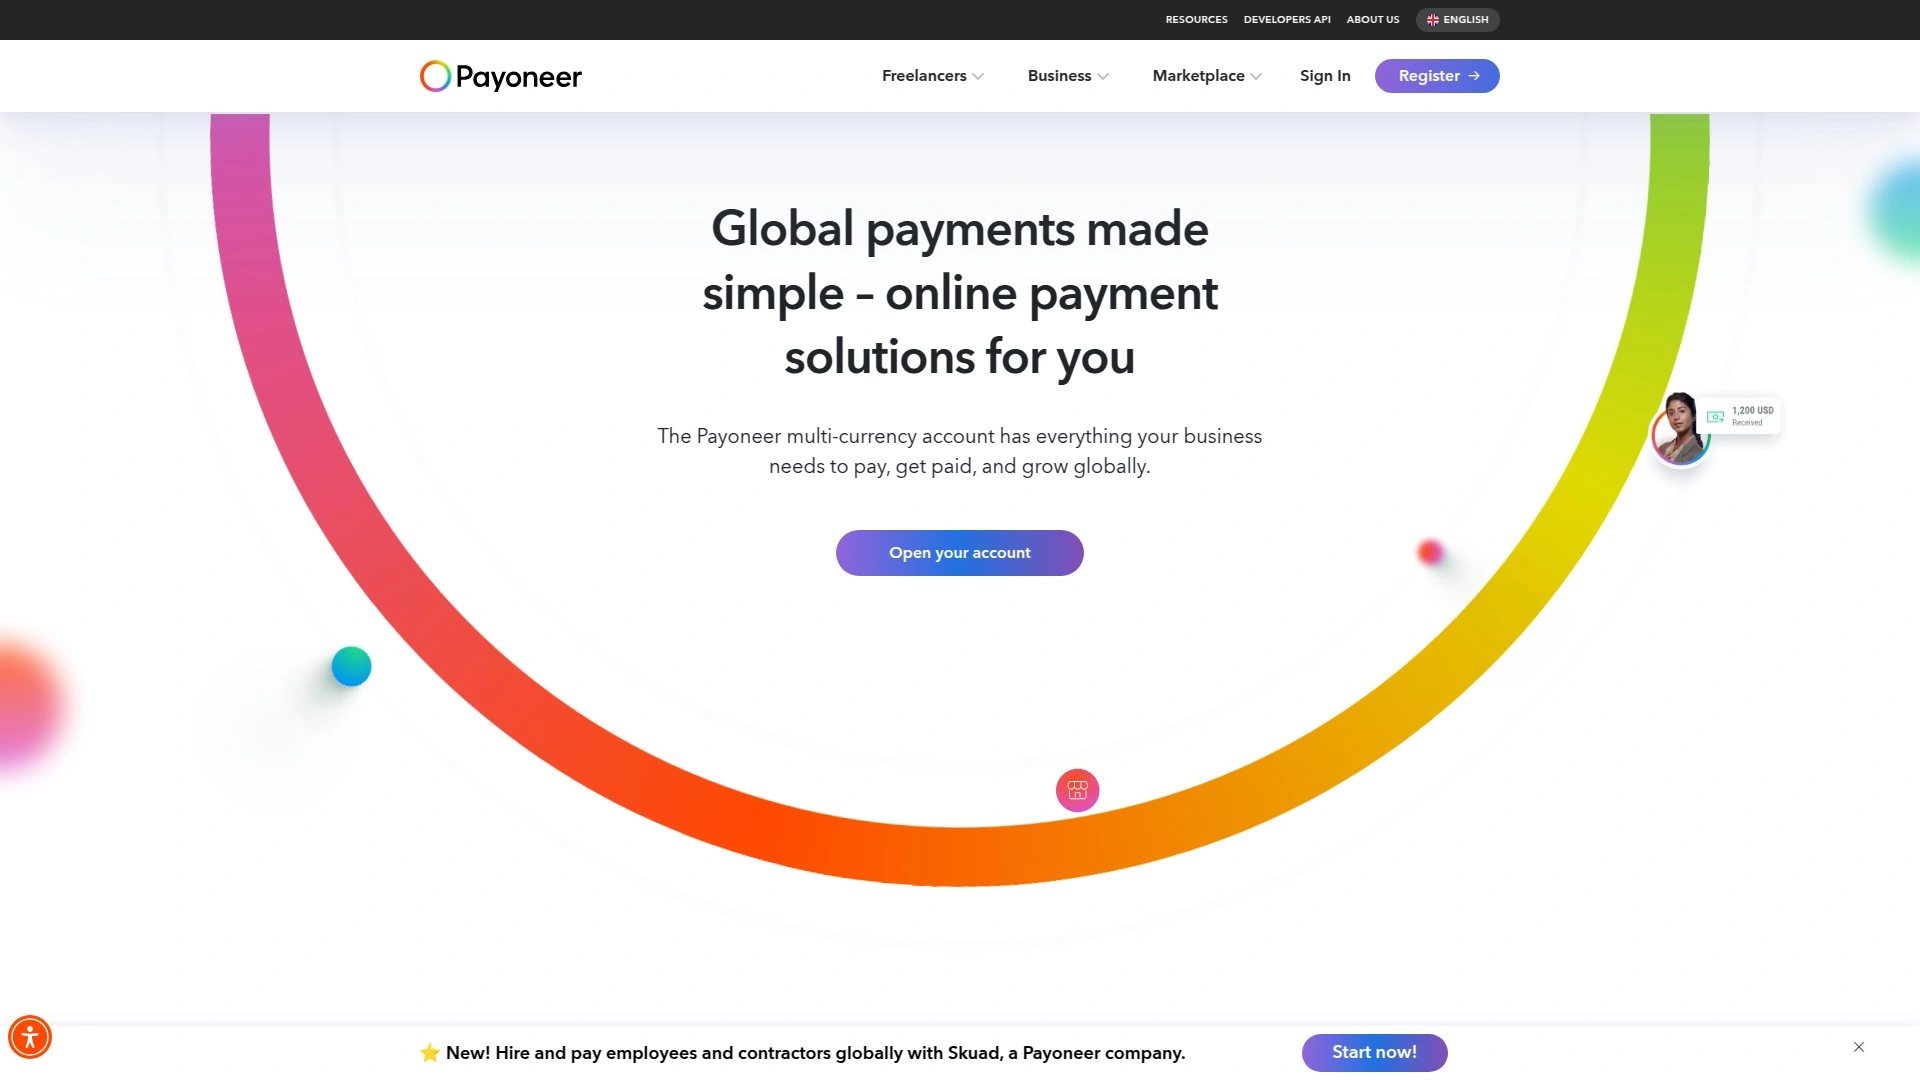 RESOURCES
DEVELOPERS API
ABOUT US
ENGLISH
Payoneer
Freelancers
Business
Marketplace
Sign In
Register
Global payments made
simple – online payment
solutions for you
The Payoneer multi-currency account has everything your business
needs to pay, get paid, and grow globally.
1,200 USD
Received
Open your account
New! Hire and pay employees and contractors globally with Skuad, a Payoneer company.
Start now!